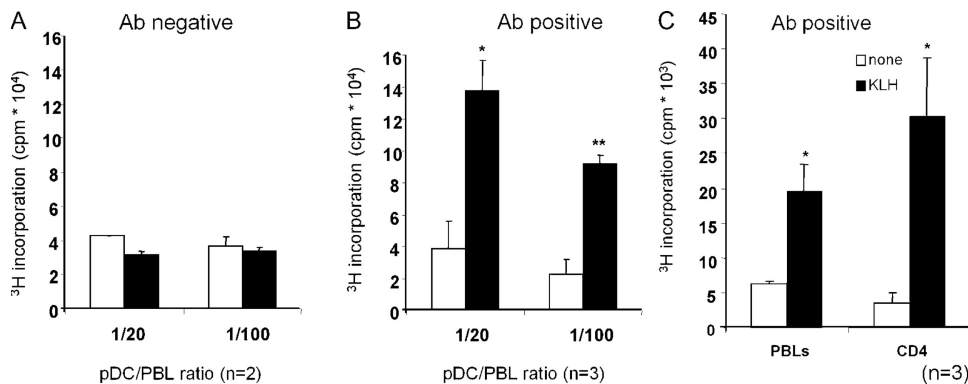 A
Ab negative
³H incorporation (cpm * 10⁴)
16
14
12
10
8
6
4
2
0
1/20 1/100
pDC/PBL ratio (n=2)
B
Ab positive
³H incorporation (cpm * 10⁴)
16
14
12
10
8
6
4
2
0
*
**
1/20 1/100
pDC/PBL ratio (n=3)
C
Ab positive
³H incorporation (cpm * 10³)
45
40
35
30
25
20
15
10
5
0
none
KLH
*
*
PBLs CD4
(n=3)